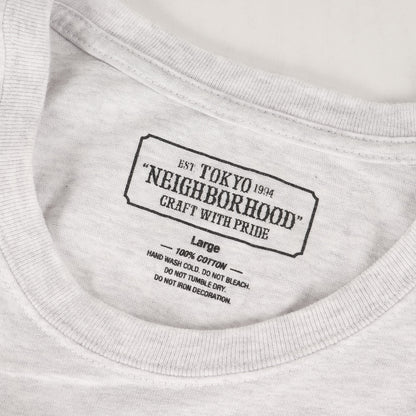 EST. TOKYO 1994
"NEIGHBORHOOD"
CRAFT WITH PRIDE
Large
— 100% COTTON —
HAND WASH COLD. DO NOT BLEACH.
DO NOT TUMBLE DRY.
DO NOT IRON DECORATION.